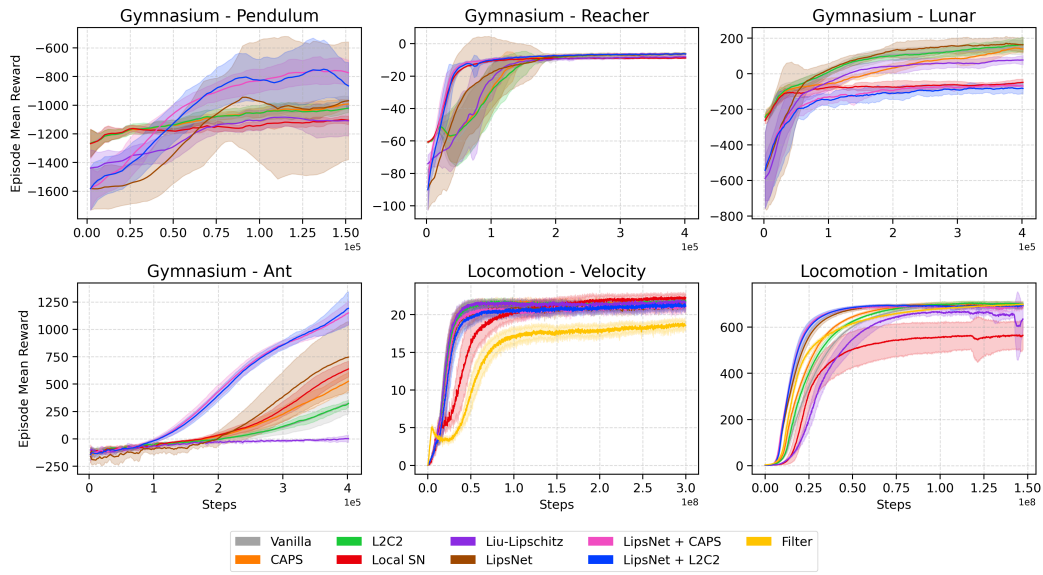 Gymnasium - Pendulum
Gymnasium - Reacher
Gymnasium - Lunar
Episode Mean Reward
−600
−800
−1000
−1200
−1400
−1600
0.00 0.25 0.50 0.75 1.00 1.25 1.50
1e5
0
−20
−40
−60
−80
−100
0 1 2 3 4
1e5
200
0
−200
−400
−600
−800
0 1 2 3 4
1e5
Gymnasium - Ant
Locomotion - Velocity
Locomotion - Imitation
Episode Mean Reward
1250
1000
750
500
250
0
−250
0 1 2 3 4
Steps
1e5
20
15
10
5
0
0.0 0.5 1.0 1.5 2.0 2.5 3.0
Steps
1e8
600
400
200
0
0.00 0.25 0.50 0.75 1.00 1.25 1.50
Steps
1e8
Vanilla
CAPS
L2C2
Local SN
Liu-Lipschitz
LipsNet
LipsNet + CAPS
LipsNet + L2C2
Filter